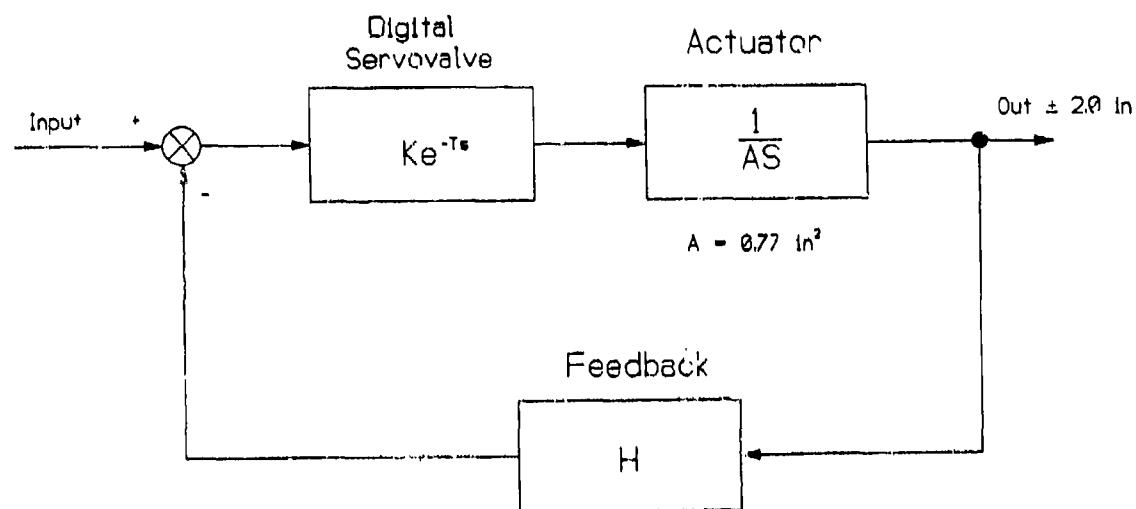 Digital
Servovalve
Actuator
Input
+
-
Ke^-Ts
1
AS
Out ± 2.0 in
A = 0.77 in²
Feedback
H